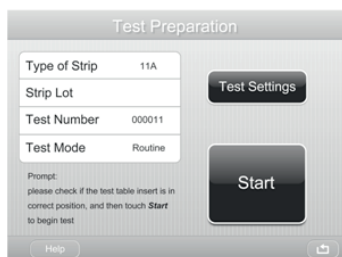 Test Preparation
Type of Strip 11A
Strip Lot
Test Number 000011
Test Mode Routine
Test Settings
Prompt:
please check if the test table insert is in
correct position, and then touch Start
to begin test
Start
Help